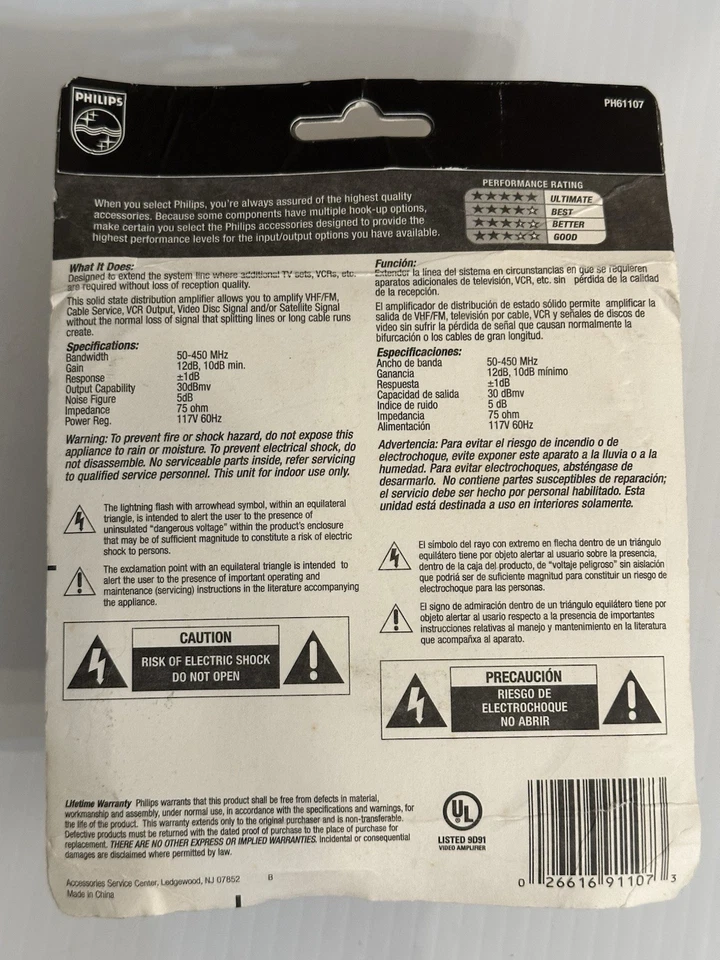 PHILIPS
PH61107
When you select Philips, you're always assured of the highest quality
accessories. Because some components have multiple hook-up options,
make certain you select the Philips accessories designed to provide the
highest performance levels for the input/output options you have available.
PERFORMANCE RATING
★★★★★ ULTIMATE
★★★★☆ BEST
★★★☆☆ BETTER
★★★☆☆ GOOD
What It Does:
Designed to extend the system line where additional TV sets, VCRs, etc.
are required without loss of reception quality.
This solid state distribution amplifier allows you to amplify VHF/FM,
Cable Service, VCR Output, Video Disc Signal and/or Satellite Signal
without the normal loss of signal that splitting lines or long cable runs
create.
Specifications:
Bandwidth 50-450 MHz
Gain 12dB, 10dB min.
Response ±1dB
Output Capability 30dBmv
Noise Figure 5dB
Impedance 75 ohm
Power Reg. 117V 60Hz
Warning: To prevent fire or shock hazard, do not expose this
appliance to rain or moisture. To prevent electrical shock, do
not disassemble. No serviceable parts inside, refer servicing
to qualified service personnel. This unit for indoor use only.
The lightning flash with arrowhead symbol, within an equilateral
triangle, is intended to alert the user to the presence of
uninsulated "dangerous voltage" within the product's enclosure
that may be of sufficient magnitude to constitute a risk of electric
shock to persons.
The exclamation point with an equilateral triangle is intended to
alert the user to the presence of important operating and
maintenance (servicing) instructions in the literature accompanying
the appliance.
CAUTION
RISK OF ELECTRIC SHOCK
DO NOT OPEN
Función:
Extender la línea del sistema en circunstancias en que se requieren
aparatos adicionales de televisión, VCR, etc. sin pérdida de la calidad
de la recepción.
El amplificador de distribución de estado sólido permite amplificar la
salida de VHF/FM, televisión por cable, VCR y señales de discos de
video sin sufrir la pérdida de señal que causan normalmente la
bifurcación o los cables de gran longitud.
Especificaciones:
Ancho de banda 50-450 MHz
Ganancia 12dB, 10dB mínimo
Respuesta ±1dB
Capacidad de salida 30 dBmv
Indice de ruido 5 dB
Impedancia 75 ohm
Alimentación 117V 60Hz
Advertencia: Para evitar el riesgo de incendio o de
electrochoque, evite exponer este aparato a la lluvia o a la
humedad. Para evitar electrochoques, absténgase de
desarmarlo. No contiene partes susceptibles de reparación;
el servicio debe ser hecho por personal habilitado. Esta
unidad está destinada a uso en interiores solamente.
El símbolo del rayo con extremo en flecha dentro de un triángulo
equilátero tiene por objeto alertar al usuario sobre la presencia,
dentro de la caja del producto, de "voltaje peligroso" sin aislación
que podriá ser de suficiente magnitud para constituir un riesgo de
electrochoque para las personas.
El signo de admiración dentro de un triángulo equilátero tiene por
objeto alertar al usuario respecto a la presencia de importantes
instrucciones relativas al manejo y mantenimiento en la literatura
que acompañxa al aparato.
PRECAUCIÓN
RIESGO DE
ELECTROCHOQUE
NO ABRIR
Lifetime Warranty Philips warrants that this product shall be free from defects in material,
workmanship and assembly, under normal use, in accordance with the specifications and warnings, for
the life of the product. This warranty extends only to the original purchaser and is non-transferable.
Defective products must be returned with the dated proof of purchase to the place of purchase for
replacement. THERE ARE NO OTHER EXPRESS OR IMPLIED WARRANTIES. Incidental or consequential
damages are disclaimed where permitted by law.
Accessories Service Center, Ledgewood, NJ 07852 B
Made in China
UL
LISTED 9D91
VIDEO AMPLIFIER
0 26616 91107 3